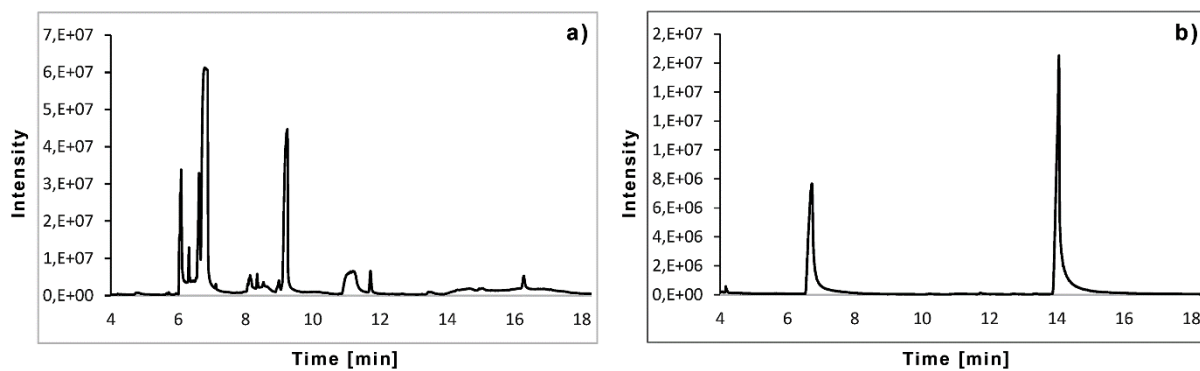 a)
7,E+07
6,E+07
5,E+07
4,E+07
3,E+07
2,E+07
1,E+07
0,E+00
Intensity
4 6 8 10 12 14 16 18
Time [min]
b)
2,E+07
2,E+07
1,E+07
1,E+07
1,E+07
8,E+06
6,E+06
4,E+06
2,E+06
0,E+00
Intensity
4 6 8 10 12 14 16 18
Time [min]